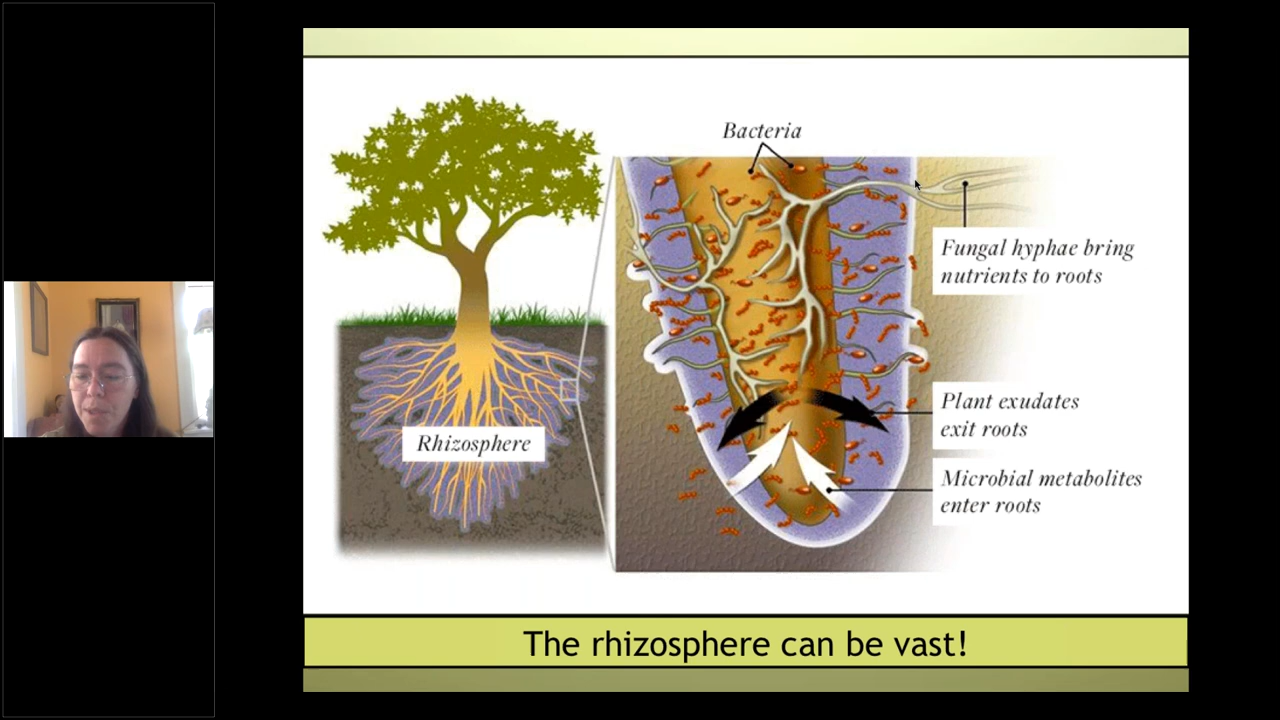 Bacteria
Fungal hyphae bring
nutrients to roots
Rhizosphere
Plant exudates
exit roots
Microbial metabolites
enter roots
The rhizosphere can be vast!